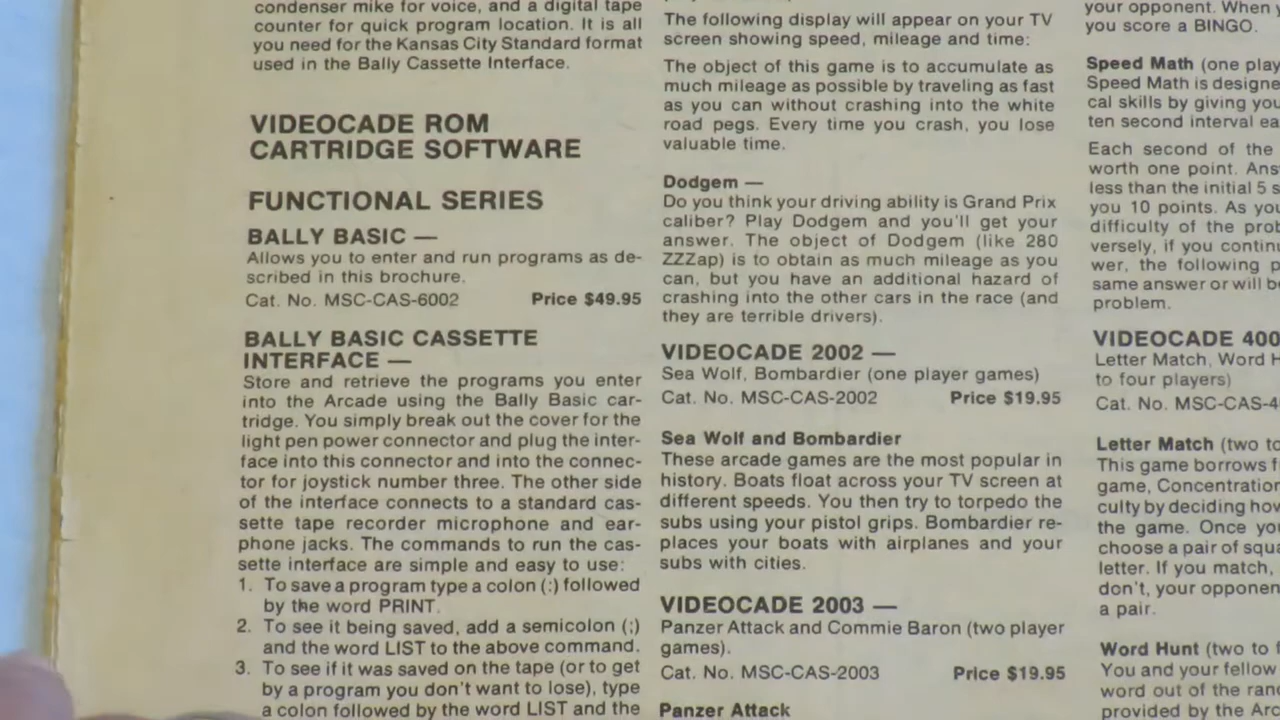 condenser mike for voice, and a digital tape
counter for quick program location. It is all
you need for the Kansas City Standard format
used in the Bally Cassette Interface.
VIDEOCADE ROM
CARTRIDGE SOFTWARE
FUNCTIONAL SERIES
BALLY BASIC —
Allows you to enter and run programs as de-
scribed in this brochure.
Cat. No. MSC-CAS-6002 Price $49.95
BALLY BASIC CASSETTE
INTERFACE —
Store and retrieve the programs you enter
into the Arcade using the Bally Basic car-
tridge. You simply break out the cover for the
light pen power connector and plug the inter-
face into this connector and into the connec-
tor for joystick number three. The other side
of the interface connects to a standard cas-
sette tape recorder microphone and ear-
phone jacks. The commands to run the cas-
sette interface are simple and easy to use:
1. To save a program type a colon (:) followed
by the word PRINT.
2. To see it being saved, add a semicolon (;)
and the word LIST to the above command.
3. To see if it was saved on the tape (or to get
by a program you don't want to lose), type
a colon followed by the word LIST and the
The following display will appear on your TV
screen showing speed, mileage and time:
The object of this game is to accumulate as
much mileage as possible by traveling as fast
as you can without crashing into the white
road pegs. Every time you crash, you lose
valuable time.
Dodgem —
Do you think your driving ability is Grand Prix
caliber? Play Dodgem and you'll get your
answer. The object of Dodgem (like 280
ZZZap) is to obtain as much mileage as you
can, but you have an additional hazard of
crashing into the other cars in the race (and
they are terrible drivers).
VIDEOCADE 2002 —
Sea Wolf, Bombardier (one player games)
Cat. No. MSC-CAS-2002 Price $19.95
Sea Wolf and Bombardier
These arcade games are the most popular in
history. Boats float across your TV screen at
different speeds. You then try to torpedo the
subs using your pistol grips. Bombardier re-
places your boats with airplanes and your
subs with cities.
VIDEOCADE 2003 —
Panzer Attack and Commie Baron (two player
games).
Cat. No. MSC-CAS-2003 Price $19.95
Panzer Attack
your opponent. When
you score a BINGO.
Speed Math (one
Speed Math is
cal skills by giving
ten second interval
Each second of the
worth one point.
less than the initial 5
you 10 points. As
difficulty of the
versely, if you
wer, the following
same answer or will
problem.
VIDEOCADE
Letter Match, Word
to four players)
Cat. No.
Letter Match (two
This game borrows
game, Concentration
culty by deciding
the game. Once
choose a pair of
letter. If you match,
don't, your
a pair.
Word Hunt (two to
You and your fellow
word out of the
provided by the